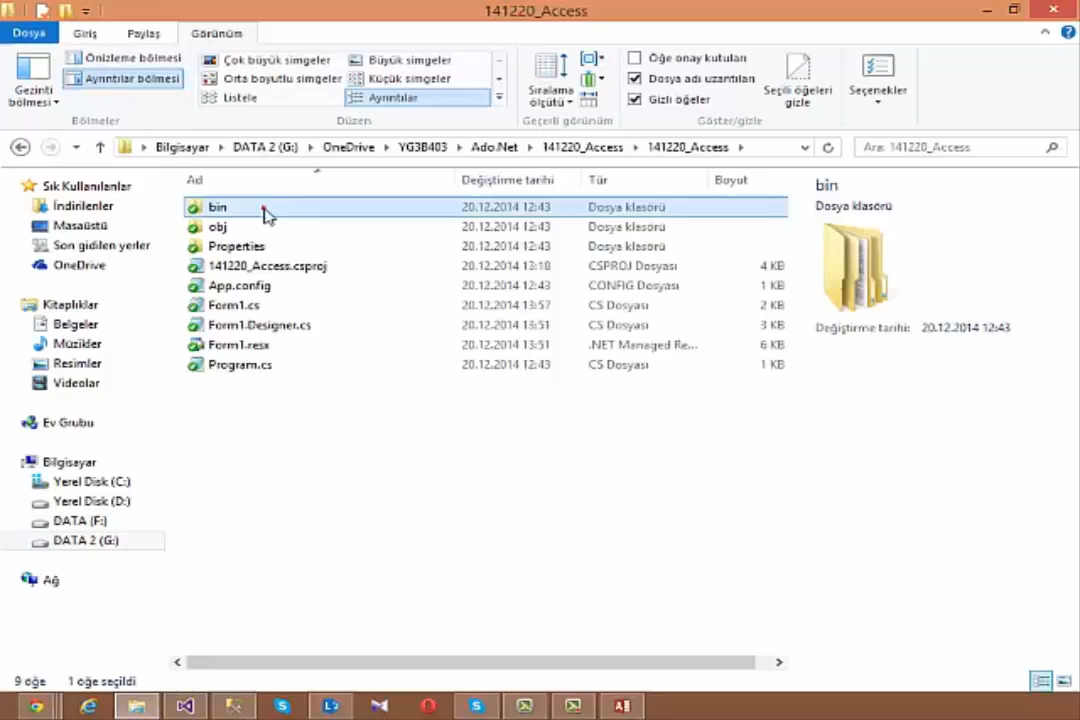 141220_Access
Dosya Giriş Paylaş Görünüm
Gezinti bölmesi
Önizleme bölmesi
Ayrıntılar bölmesi
Bölmeler
Çok büyük simgeler Büyük simgeler
Orta boyutlu simgeler Küçük simgeler
Listele Ayrıntılar
Düzen
Sıralama ölçütü
Geçerli görünüm
Öğe onay kutuları
Dosya adı uzantıları
Gizli öğeler
Seçili öğeleri gizle
Göster/gizle
Seçenekler
Bilgisayar DATA 2 (G:) OneDrive YG3B403 Ado.Net 141220_Access 141220_Access
Ara: 141220_Access
Sık Kullanılanlar
İndirilenler
Masaüstü
Son gidilen yerler
OneDrive
Kitaplıklar
Belgeler
Müzikler
Resimler
Videolar
Ev Grubu
Bilgisayar
Yerel Disk (C:)
Yerel Disk (D:)
DATA (F:)
DATA 2 (G:)
Ağ
Ad Değiştirme tarihi Tür Boyut
bin 20.12.2014 12:43 Dosya klasörü
obj 20.12.2014 12:43 Dosya klasörü
Properties 20.12.2014 12:43 Dosya klasörü
141220_Access.csproj 20.12.2014 13:18 CSPROJ Dosyası 4 KB
App.config 20.12.2014 12:43 CONFIG Dosyası 1 KB
Form1.cs 20.12.2014 13:57 CS Dosyası 2 KB
Form1.Designer.cs 20.12.2014 13:51 CS Dosyası 3 KB
Form1.resx 20.12.2014 13:51 .NET Managed Re... 6 KB
Program.cs 20.12.2014 12:43 CS Dosyası 1 KB
bin
Dosya klasörü
Değiştirme tarihi: 20.12.2014 12:43
9 öğe 1 öğe seçildi